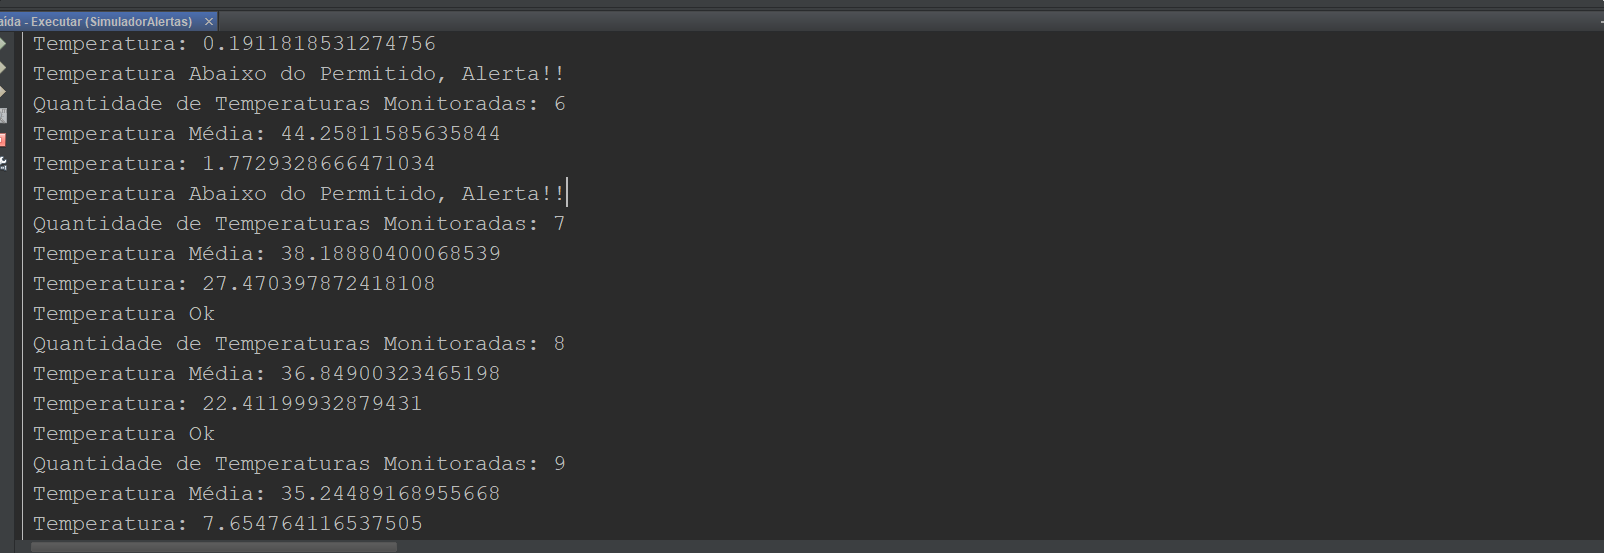 aida - Executar (SimuladorAlertas) ×
Temperatura: 0.1911818531274756
Temperatura Abaixo do Permitido, Alerta!!
Quantidade de Temperaturas Monitoradas: 6
Temperatura Média: 44.25811585635844
Temperatura: 1.7729328666471034
Temperatura Abaixo do Permitido, Alerta!!
Quantidade de Temperaturas Monitoradas: 7
Temperatura Média: 38.18880400068539
Temperatura: 27.470397872418108
Temperatura Ok
Quantidade de Temperaturas Monitoradas: 8
Temperatura Média: 36.84900323465198
Temperatura: 22.41199932879431
Temperatura Ok
Quantidade de Temperaturas Monitoradas: 9
Temperatura Média: 35.24489168955668
Temperatura: 7.654764116537505